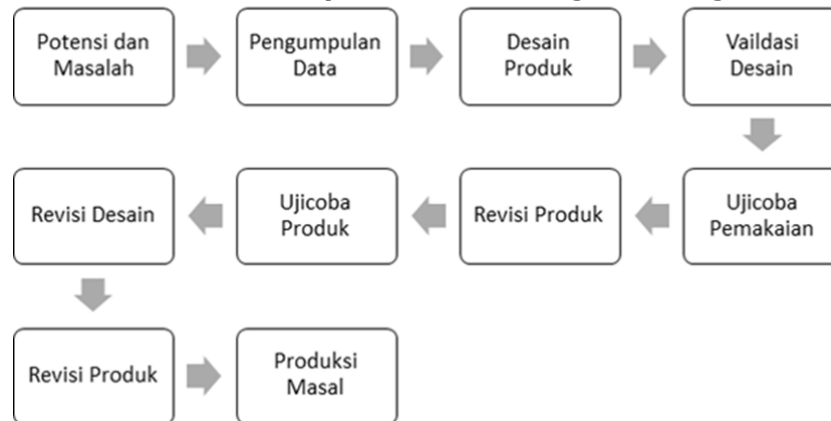 Potensi dan
Masalah
Pengumpulan
Data
Desain
Produk
Vaildasi
Desain
Ujicoba
Pemakaian
Revisi Produk
Ujicoba
Produk
Revisi Desain
Revisi Produk
Produksi
Masal